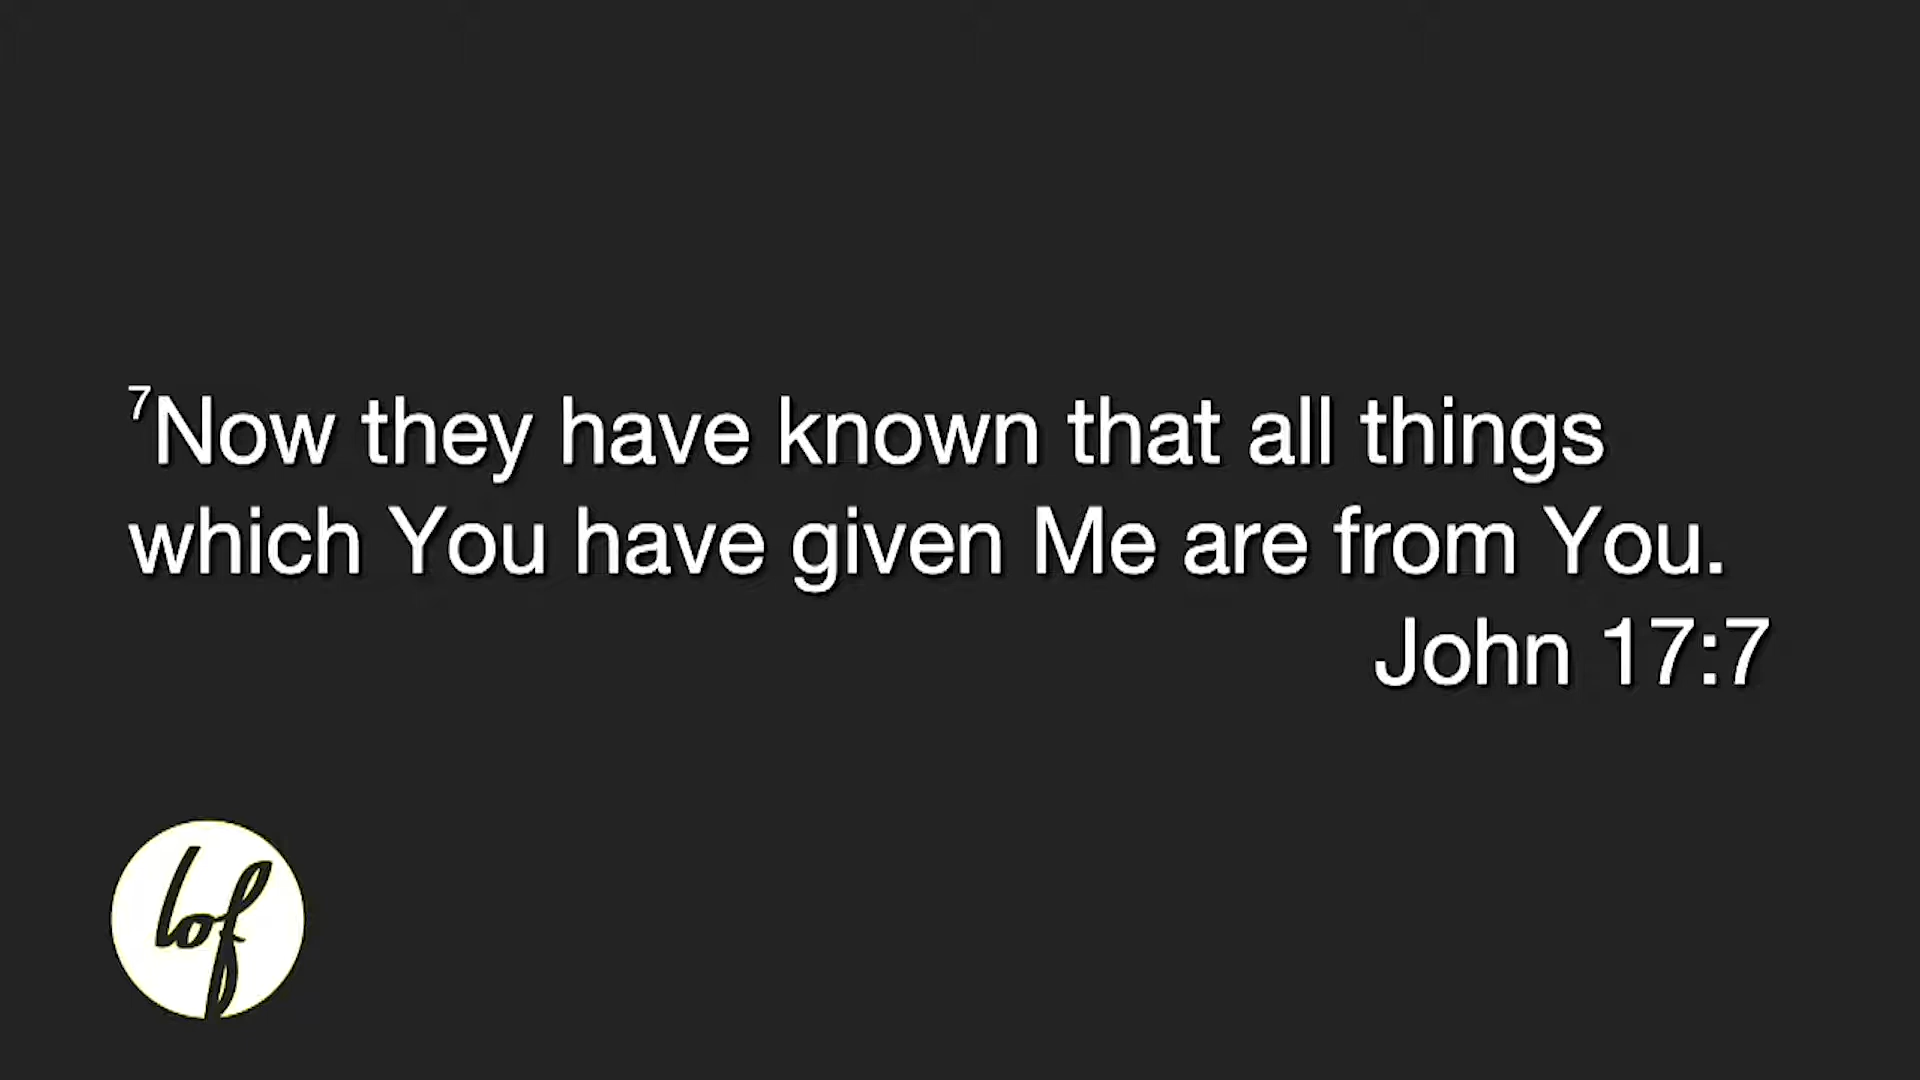 ⁷Now they have known that all things
which You have given Me are from You.
John 17:7
lof